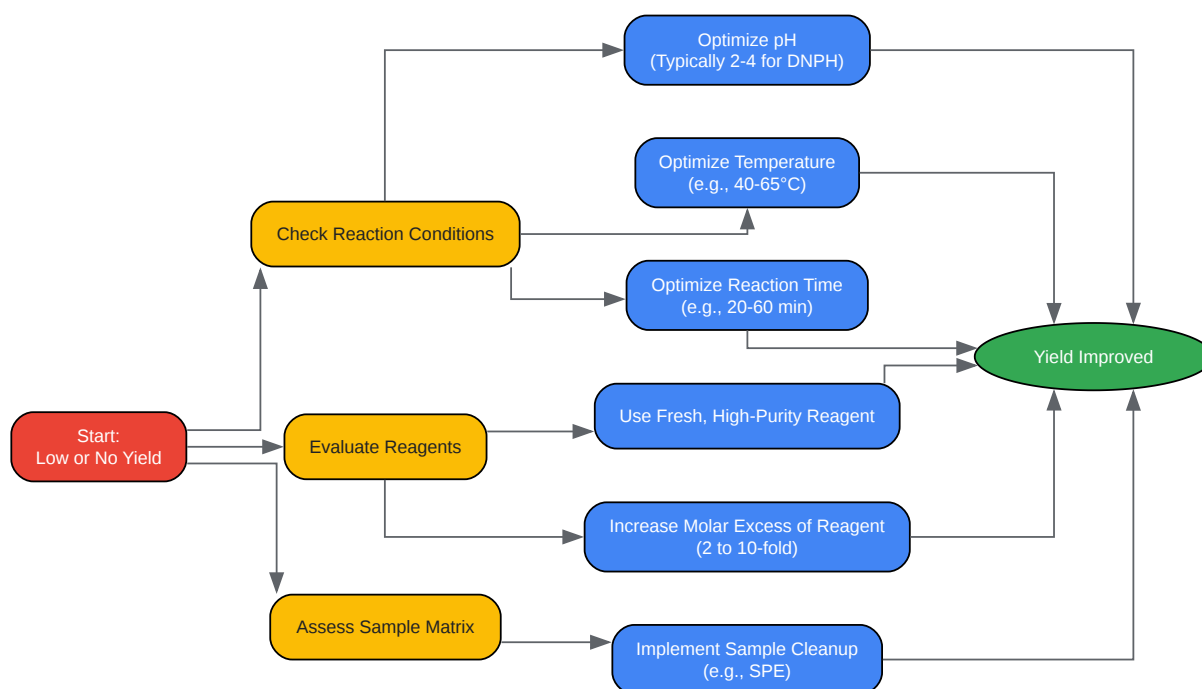 Optimize pH
(Typically 2-4 for DNPH)
Optimize Temperature
(e.g., 40-65°C)
Check Reaction Conditions
Optimize Reaction Time
(e.g., 20-60 min)
Yield Improved
Use Fresh, High-Purity Reagent
Start:
Low or No Yield
Evaluate Reagents
Increase Molar Excess of Reagent
(2 to 10-fold)
Assess Sample Matrix
Implement Sample Cleanup
(e.g., SPE)